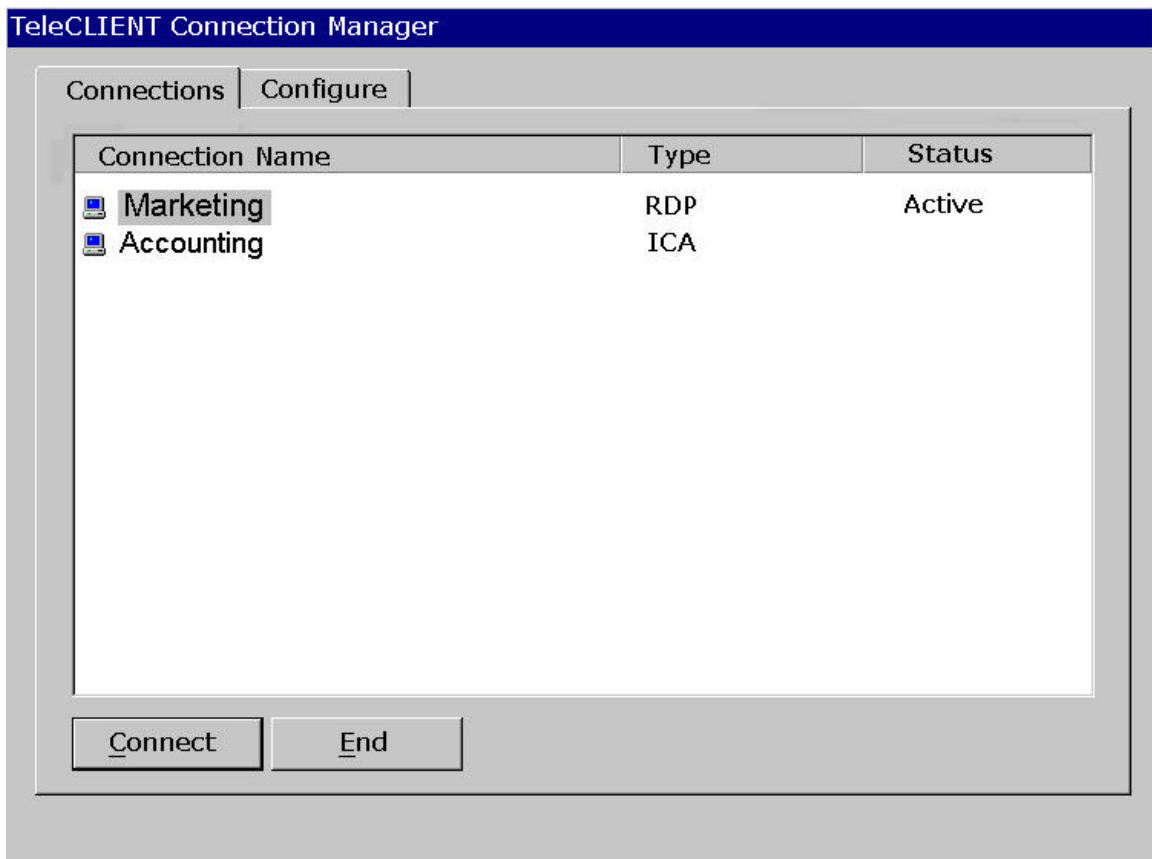 TeleCLIENT Connection Manager
Connections Configure
Connection Name Type Status
Marketing RDP Active
Accounting ICA
Connect End